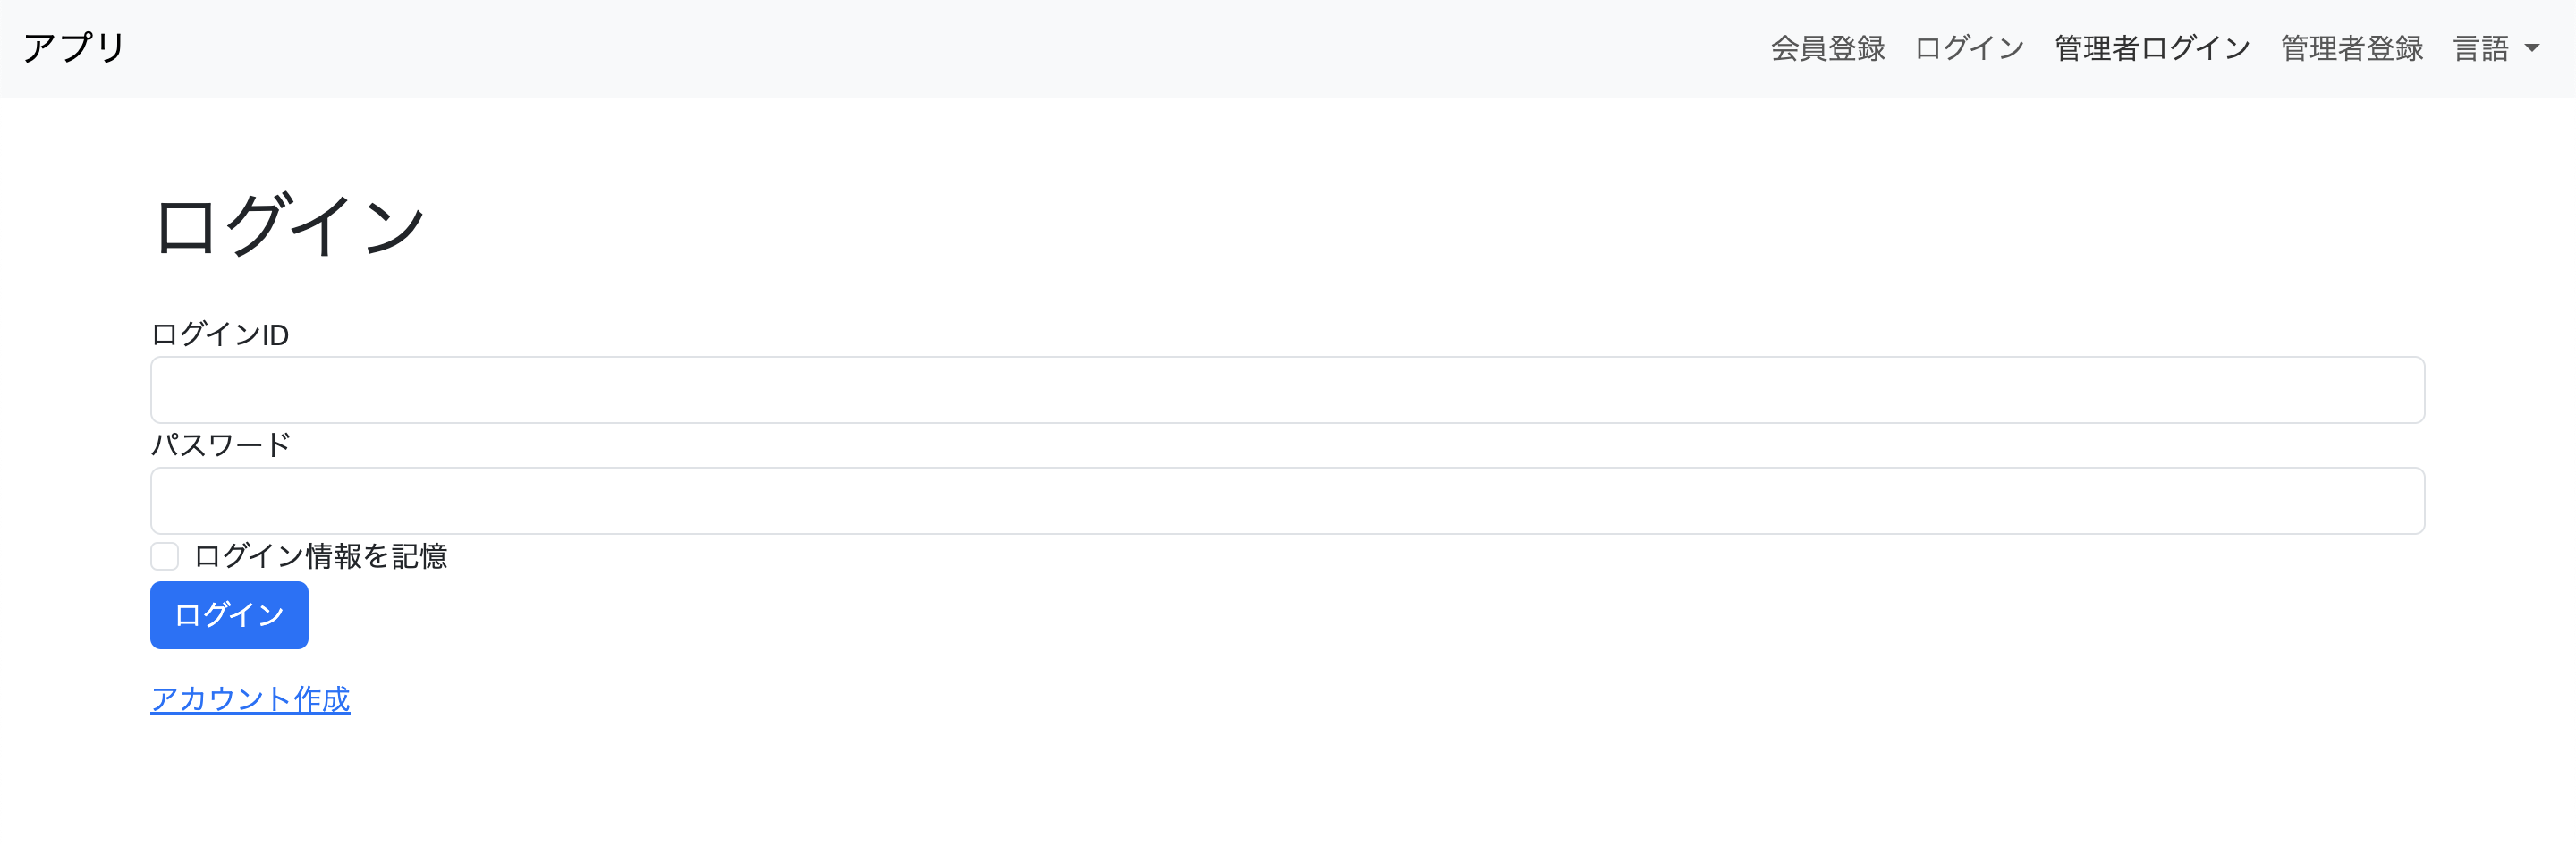 アプリ 会員登録 ログイン 管理者ログイン 管理者登録 言語
ログイン
ログインID
パスワード
ログイン情報を記憶
ログイン
アカウント作成